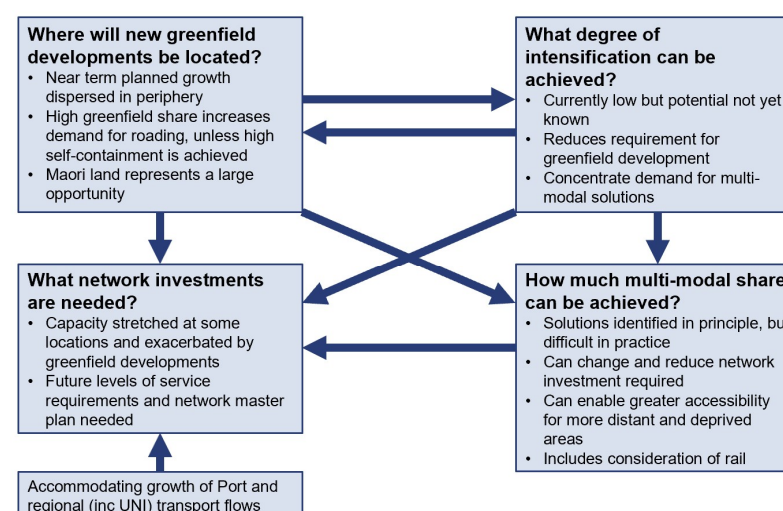 Where will new greenfield
developments be located?
• Near term planned growth
dispersed in periphery
• High greenfield share increases
demand for roading, unless high
self-containment is achieved
• Maori land represents a large
opportunity
What degree of
intensification can be
achieved?
• Currently low but potential not yet
known
• Reduces requirement for
greenfield development
• Concentrate demand for multi-
modal solutions
What network investments
are needed?
• Capacity stretched at some
locations and exacerbated by
greenfield developments
• Future levels of service
requirements and network master
plan needed
How much multi-modal share
can be achieved?
• Solutions identified in principle, bu
difficult in practice
• Can change and reduce network
investment required
• Can enable greater accessibility
for more distant and deprived
areas
• Includes consideration of rail
Accommodating growth of Port and
regional (inc UNI) transport flows